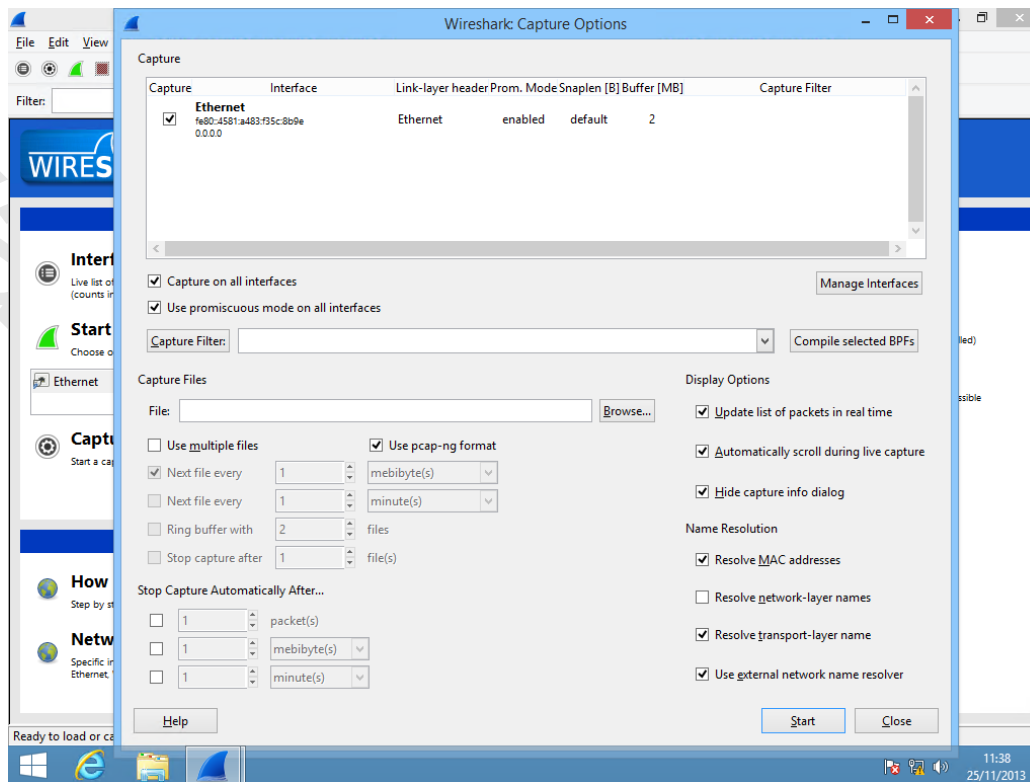 Wireshark: Capture Options
File Edit View
Filter:
WIRES
Interf
Live list of
(counts in
Start
Choose o
Ethernet
Captu
Start a cap
How
Step by st
Netw
Specific in
Ethernet,
Ready to load or ca
Capture
Capture Interface Link-layer header Prom. Mode Snaplen [B] Buffer [MB] Capture Filter
Ethernet
fe80::4581:a483:f35c:8b9e
0.0.0.0
Ethernet enabled default 2
Capture on all interfaces
Manage Interfaces
Use promiscuous mode on all interfaces
Capture Filter:
Compile selected BPFs
Capture Files
File:
Browse...
Use multiple files
Use pcap-ng format
Next file every 1 mebibyte(s)
Next file every 1 minute(s)
Ring buffer with 2 files
Stop capture after 1 file(s)
Stop Capture Automatically After...
1 packet(s)
1 mebibyte(s)
1 minute(s)
Display Options
Update list of packets in real time
Automatically scroll during live capture
Hide capture info dialog
Name Resolution
Resolve MAC addresses
Resolve network-layer names
Resolve transport-layer name
Use external network name resolver
Help
Start
Close
lled)
ssible
11:38
25/11/2013